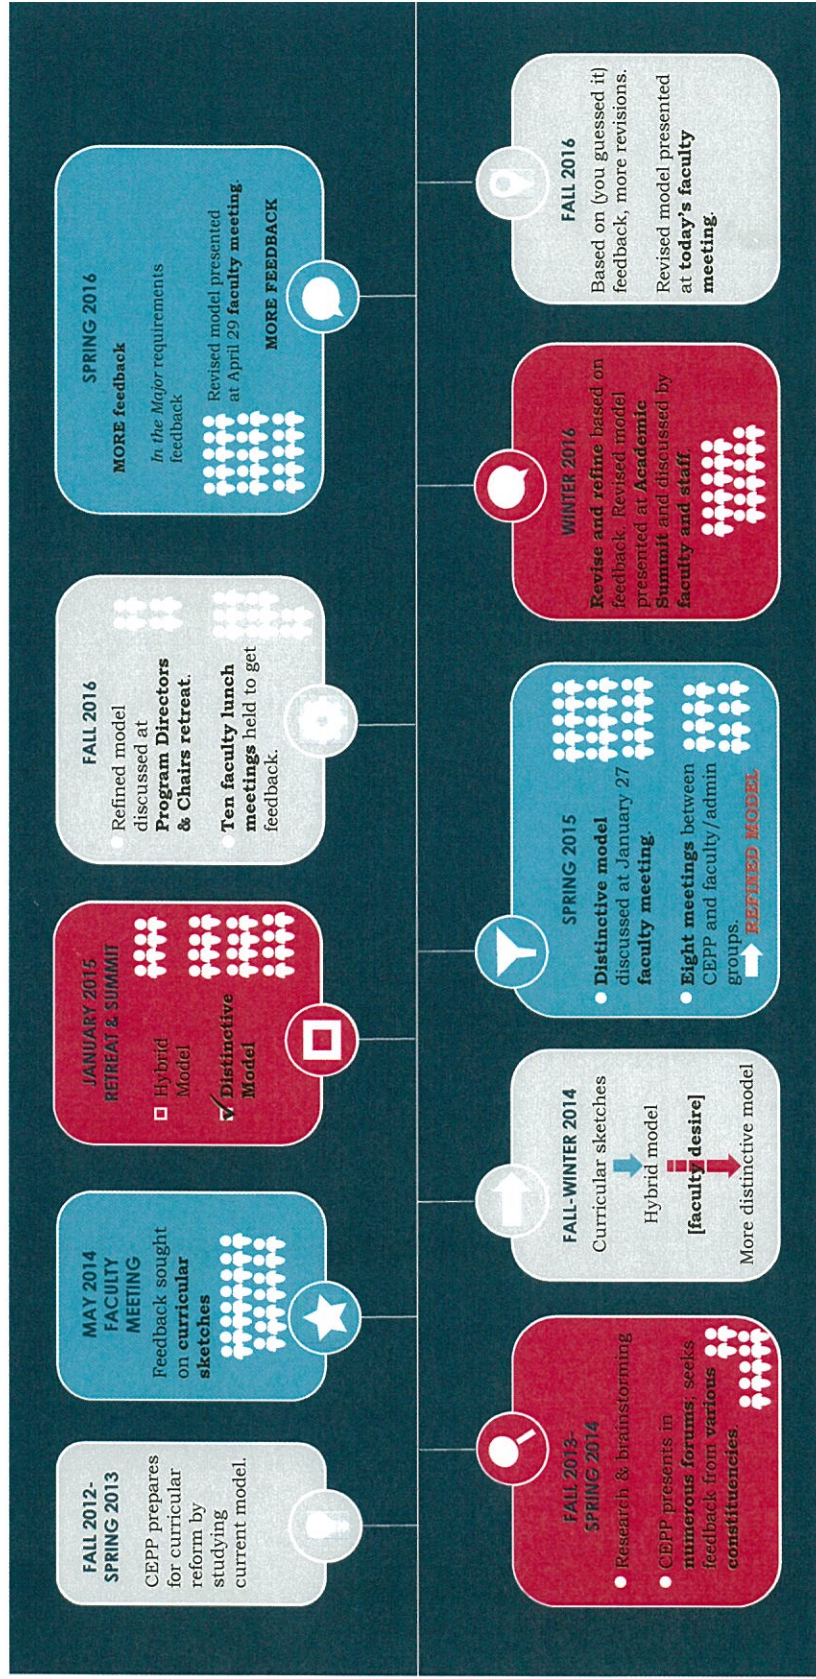 FALL 2012-
SPRING 2013
CEPP prepares
for curricular
reform by
studying
current model.
FALL 2013-
SPRING 2014
Research & brainstorming
CEPP presents in
numerous forums; seeks
feedback from various
constituencies.
MAY 2014
FACULTY
MEETING
Feedback sought
on curricular
sketches
FALL-WINTER 2014
Curricular sketches
Hybrid model
[faculty desire]
More distinctive model
JANUARY 2015
RETREAT & SUMMIT
Hybrid
Model
Distinctive
Model
SPRING 2015
Distinctive model
discussed at January 27
faculty meeting.
Eight meetings between
CEPP and faculty/admin
groups.
REFINED MODEL
FALL 2016
Refined model
discussed at
Program Directors
& Chairs retreat.
Ten faculty lunch
meetings held to get
feedback.
WINTER 2016
Revise and refine based on
feedback. Revised model
presented at Academic
Summit and discussed by
faculty and staff.
SPRING 2016
MORE feedback
In the Major requirements
feedback
Revised model presented
at April 29 faculty meeting.
MORE FEEDBACK
FALL 2016
Based on (you guessed it)
feedback, more revisions.
Revised model presented
at today's faculty
meeting.